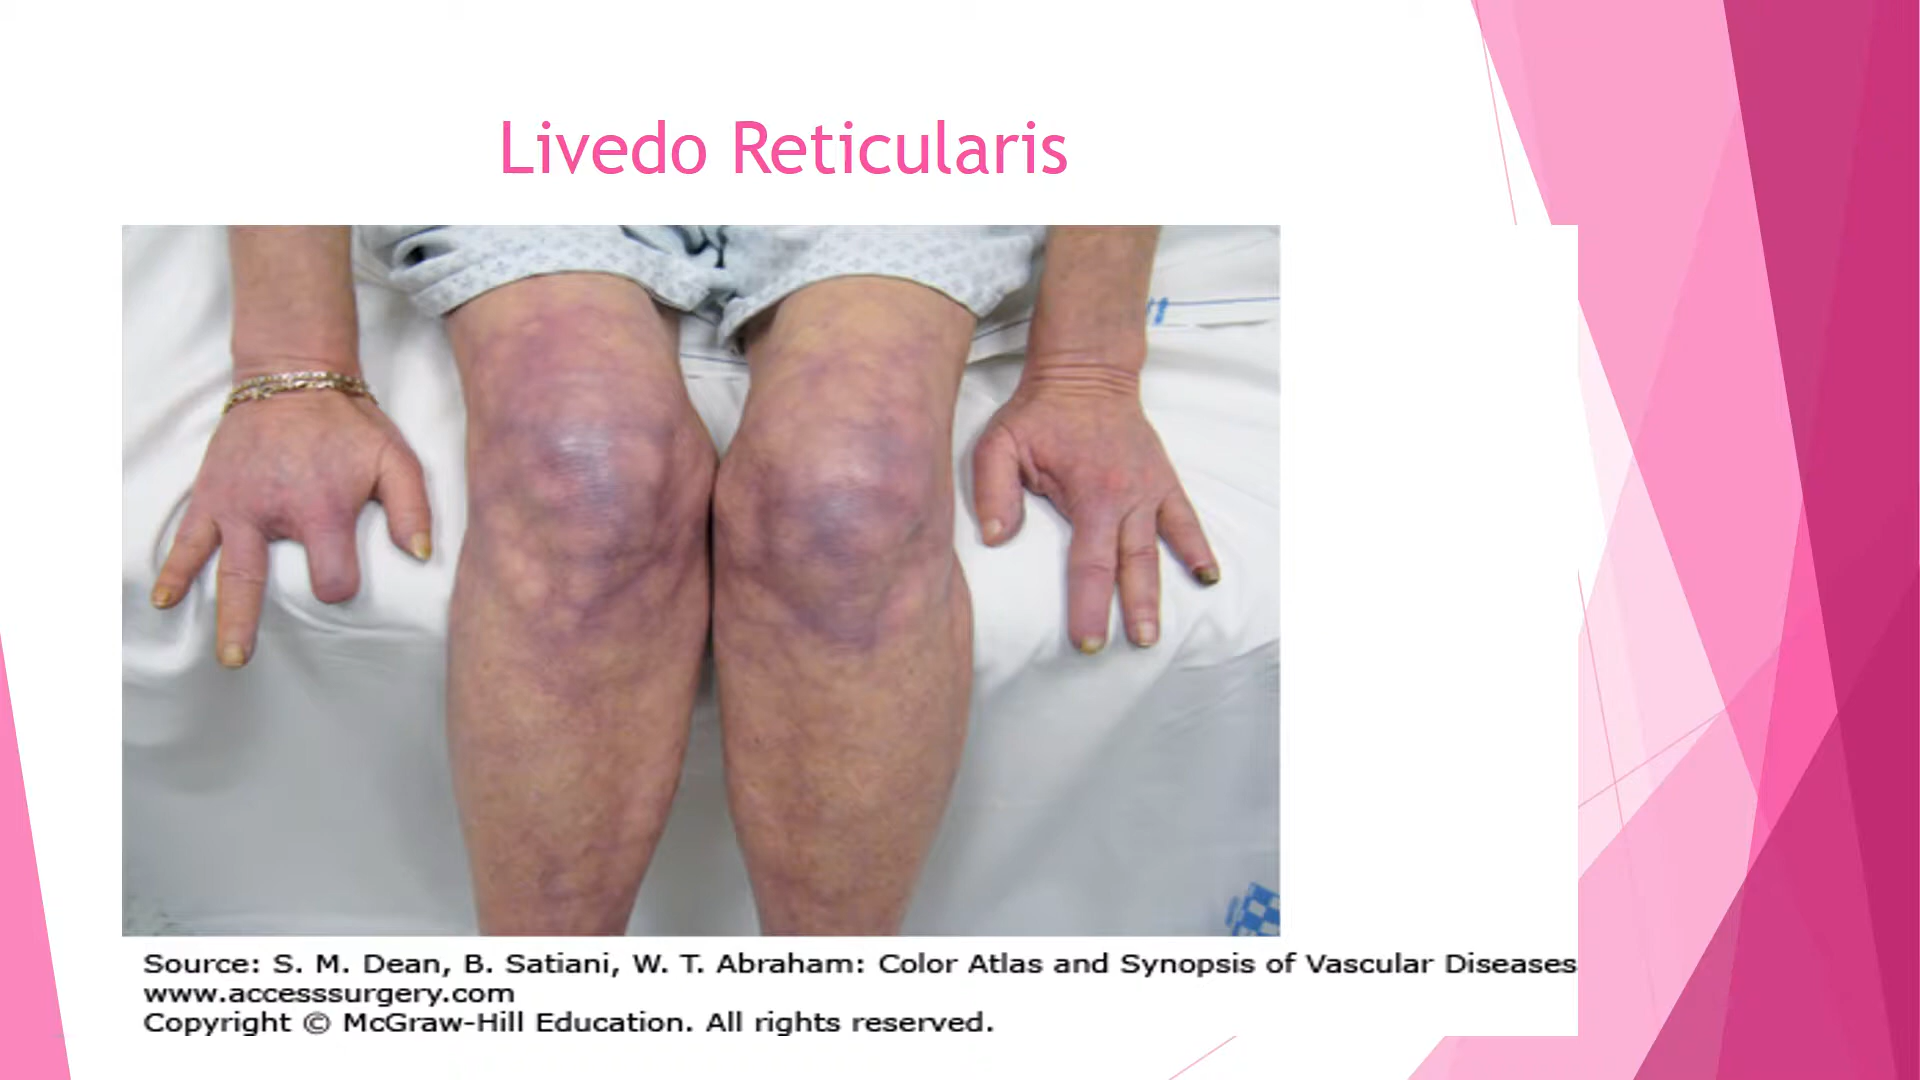 Livedo Reticularis
Source: S. M. Dean, B. Satiani, W. T. Abraham: Color Atlas and Synopsis of Vascular Diseases
www.accesssurgery.com
Copyright © McGraw-Hill Education. All rights reserved.